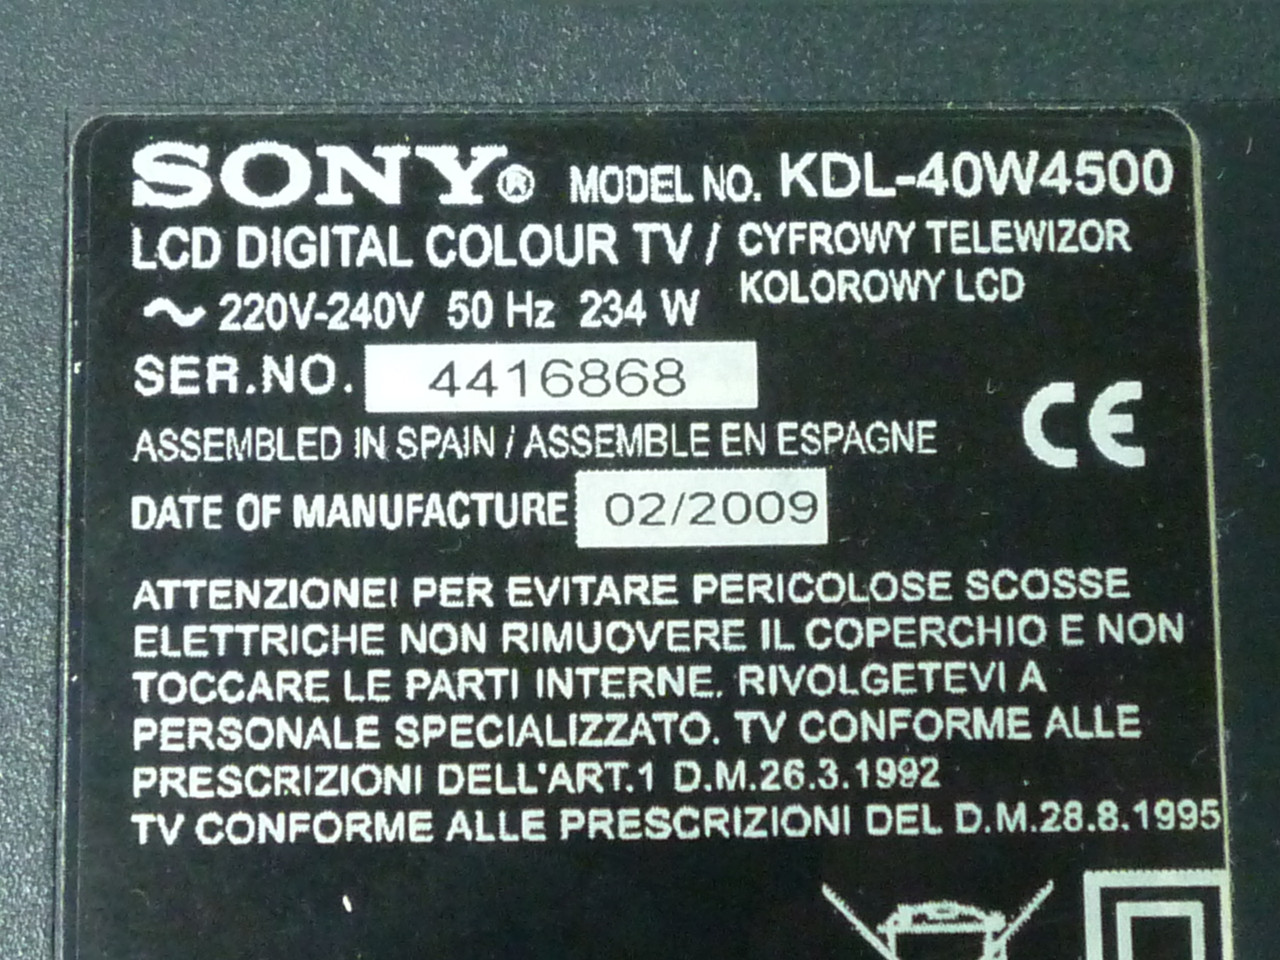 SONY® MODEL NO. KDL-40W4500
LCD DIGITAL COLOUR TV / CYFROWY TELEWIZOR
KOLOROWY LCD
~ 220V-240V 50 Hz 234 W
SER.NO. 4416868
ASSEMBLED IN SPAIN / ASSEMBLE EN ESPAGNE
CE
DATE OF MANUFACTURE 02/2009
ATTENZIONE! PER EVITARE PERICOLOSE SCOSSE
ELETTRICHE NON RIMUOVERE IL COPERCHIO E NON
TOCCARE LE PARTI INTERNE. RIVOLGETEVI A
PERSONALE SPECIALIZZATO. TV CONFORME ALLE
PRESCRIZIONI DELL'ART.1 D.M.26.3.1992
TV CONFORME ALLE PRESCRIZIONI DEL D.M.28.8.1995